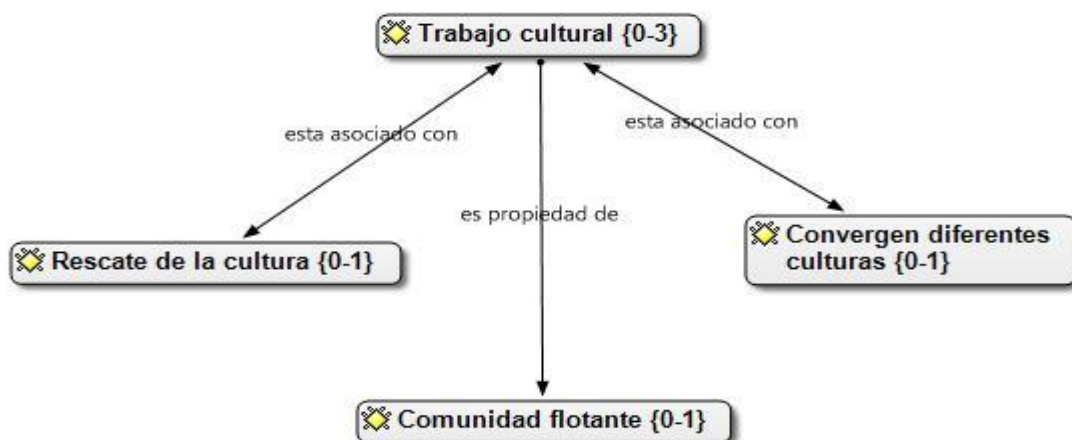 Trabajo cultural {0-3}
esta asociado con
esta asociado con
es propiedad de
Rescate de la cultura {0-1}
Convergen diferentes
culturas {0-1}
Comunidad flotante {0-1}